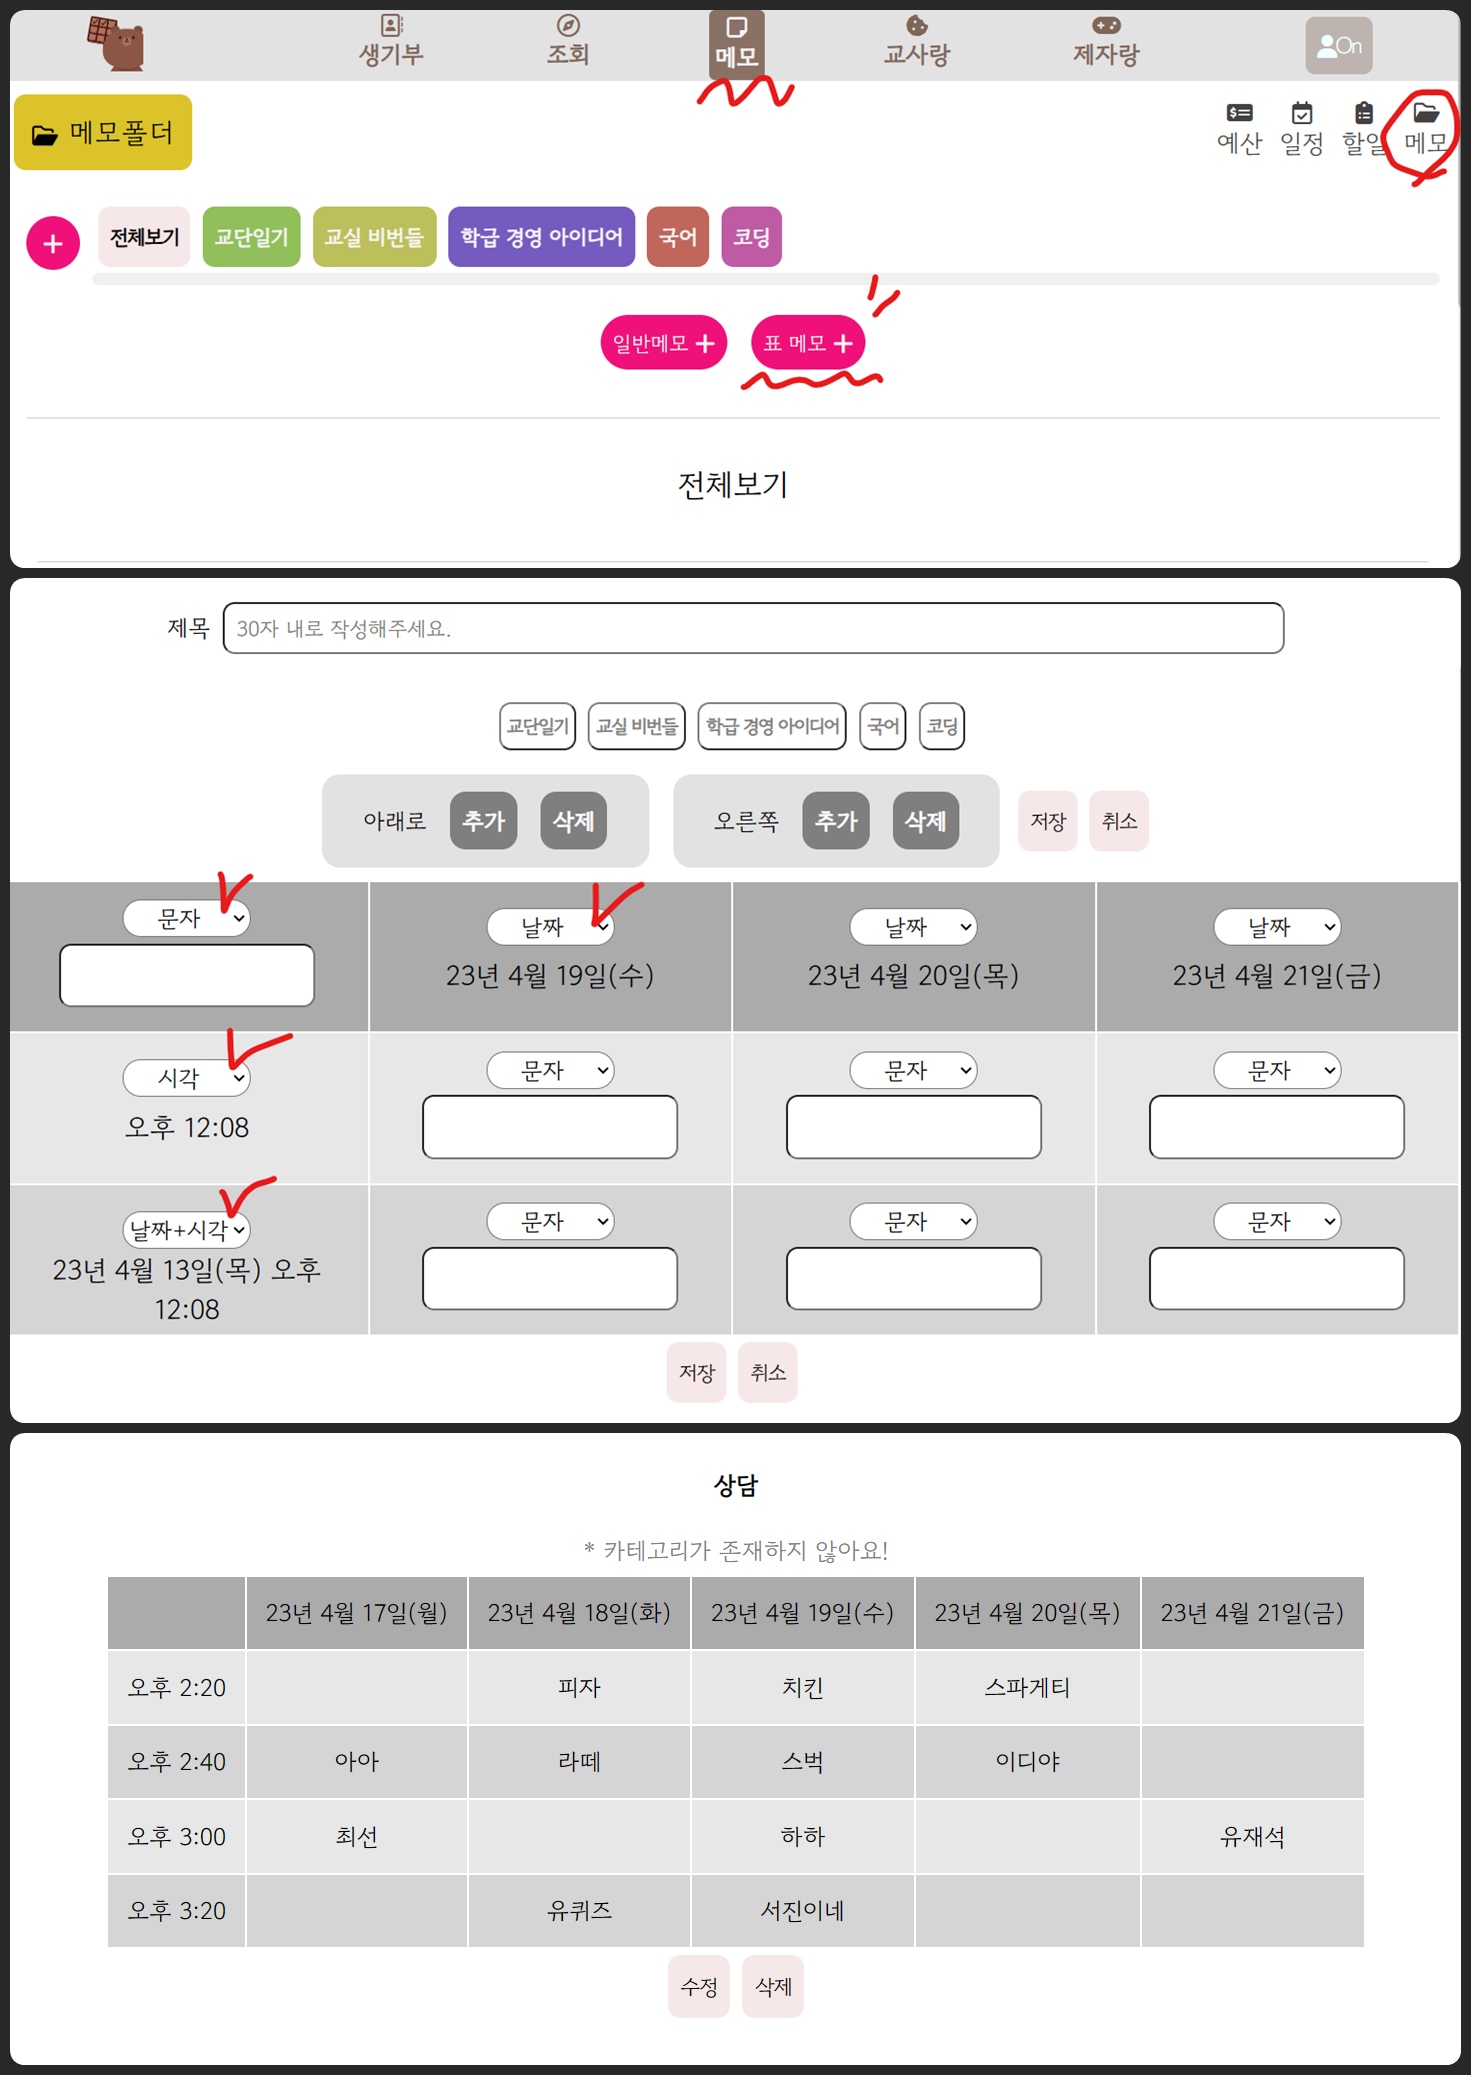 생기부 조회 메모 교사랑 제자랑 On
메모폴더
예산 일정 할일 메모
+ 전체보기 교단일기 교실 비번들 학급 경영 아이디어 국어 코딩
일반메모 + 표 메모 +
전체보기
제목 30자 내로 작성해주세요.
교단일기 교실 비번들 학급 경영 아이디어 국어 코딩
아래로 추가 삭제 오른쪽 추가 삭제 저장 취소
문자 날짜 날짜 날짜
23년 4월 19일(수) 23년 4월 20일(목) 23년 4월 21일(금)
시각 문자 문자 문자
오후 12:08
날짜+시각 문자 문자 문자
23년 4월 13일(목) 오후
12:08
저장 취소
상담
* 카테고리가 존재하지 않아요!
23년 4월 17일(월) 23년 4월 18일(화) 23년 4월 19일(수) 23년 4월 20일(목) 23년 4월 21일(금)
오후 2:20 피자 치킨 스파게티
오후 2:40 아아 라떼 스벅 이디야
오후 3:00 최선 하하 유재석
오후 3:20 유퀴즈 서진이네
수정 삭제